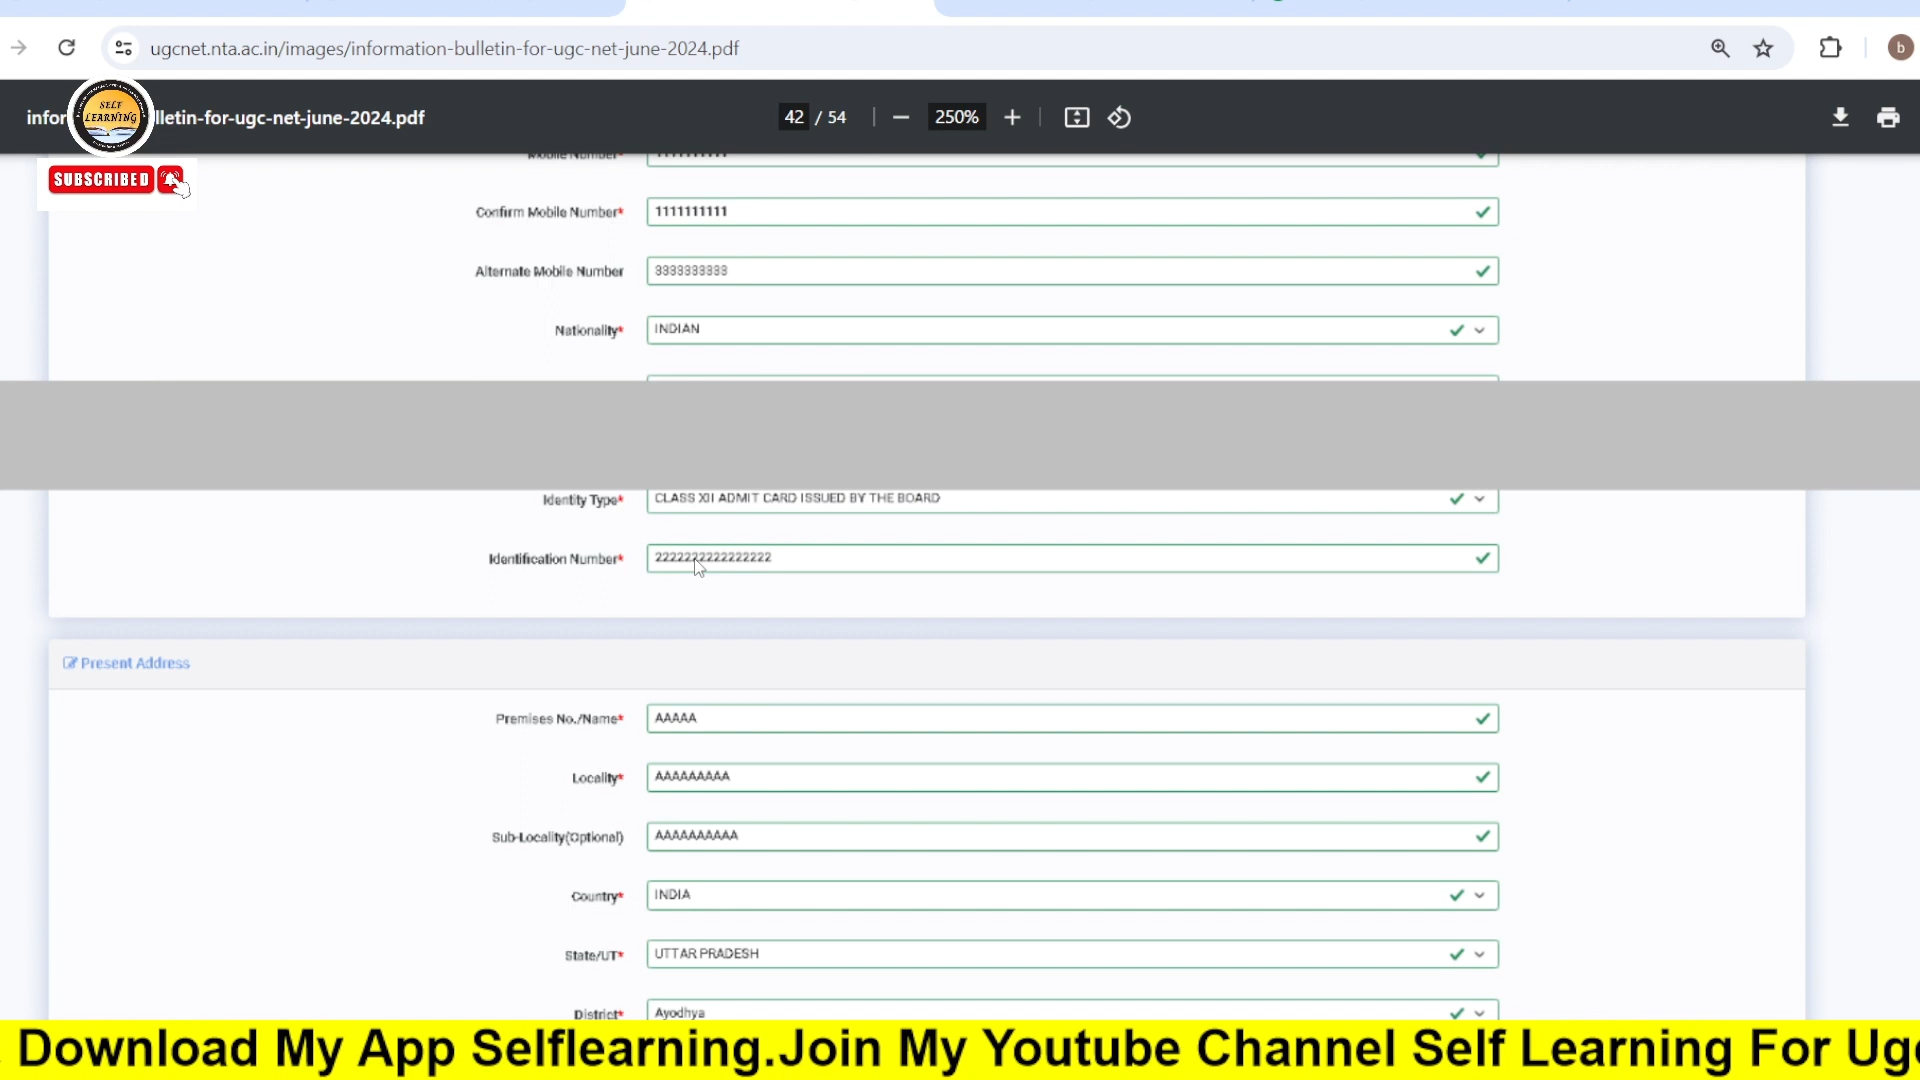 ugcnet.nta.ac.in/images/information-bulletin-for-ugc-net-june-2024.pdf
b
SELF
LEARNING
infor lletin-for-ugc-net-june-2024.pdf
42 / 54
250%
SUBSCRIBED
Mobile Number* 1111111111
Confirm Mobile Number* 1111111111
Alternate Mobile Number 3333333333
Nationality* INDIAN
Identity Type* CLASS XII ADMIT CARD ISSUED BY THE BOARD
Identification Number* 2222222222222222
Present Address
Premises No./Name* AAAAA
Locality* AAAAAAAAA
Sub-Locality(Optional) AAAAAAAAAA
Country* INDIA
State/UT* UTTAR PRADESH
District* Ayodhya
. Download My App Selflearning.Join My Youtube Channel Self Learning For Ugc